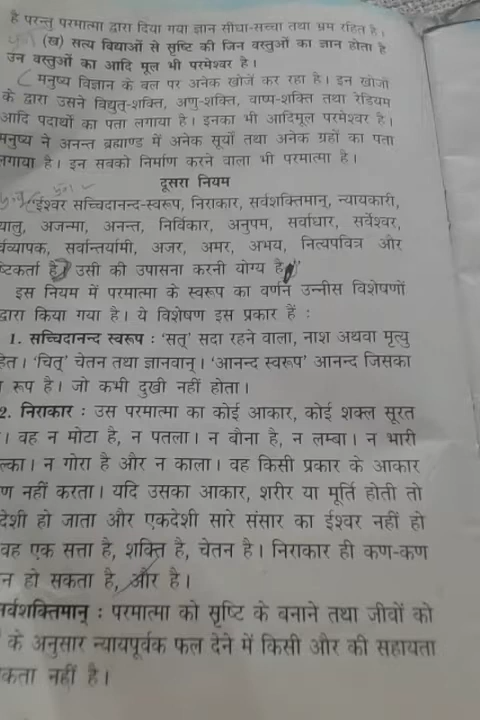 है परन्तु परमात्मा द्वारा दिया गया ज्ञान सीधा-सच्चा तथा भ्रम रहित है।
(ख) सत्य विद्याओं से सृष्टि की जिन वस्तुओं का ज्ञान होता है
उन वस्तुओं का आदि मूल भी परमेश्वर है।
मनुष्य विज्ञान के बल पर अनेक खोजें कर रहा है। इन खोजों
के द्वारा उसने विद्युत्-शक्ति, अणु-शक्ति, वाष्प-शक्ति तथा रेडियम
आदि पदार्थों का पता लगाया है। इनका भी आदिमूल परमेश्वर है।
मनुष्य ने अनन्त ब्रह्माण्ड में अनेक सूर्यों तथा अनेक ग्रहों का पता
लगाया है। इन सबको निर्माण करने वाला भी परमात्मा है।
दूसरा नियम
"ईश्वर सच्चिदानन्द-स्वरूप, निराकार, सर्वशक्तिमान्, न्यायकारी,
यालु, अजन्मा, अनन्त, निर्विकार, अनुपम, सर्वाधार, सर्वेश्वर,
र्वव्यापक, सर्वान्तर्यामी, अजर, अमर, अभय, नित्यपवित्र और
ष्टिकर्ता है। उसी की उपासना करनी योग्य है।"
इस नियम में परमात्मा के स्वरूप का वर्णन उन्नीस विशेषणों
द्वारा किया गया है। ये विशेषण इस प्रकार हैं :
1. सच्चिदानन्द स्वरूप : 'सत्' सदा रहने वाला, नाश अथवा मृत्यु
हित। 'चित्' चेतन तथा ज्ञानवान्। 'आनन्द स्वरूप' आनन्द जिसका
रूप है। जो कभी दुखी नहीं होता।
2. निराकार : उस परमात्मा का कोई आकार, कोई शक्ल सूरत
। वह न मोटा है, न पतला। न बौना है, न लम्बा। न भारी
ल्का। न गोरा है और न काला। वह किसी प्रकार के आकार
ण नहीं करता। यदि उसका आकार, शरीर या मूर्ति होती तो
देशी हो जाता और एकदेशी सारे संसार का ईश्वर नहीं हो
वह एक सत्ता है, शक्ति है, चेतन है। निराकार ही कण-कण
न हो सकता है, और है।
सर्वशक्तिमान् : परमात्मा को सृष्टि के बनाने तथा जीवों को
के अनुसार न्यायपूर्वक फल देने में किसी और की सहायता
कता नहीं है।